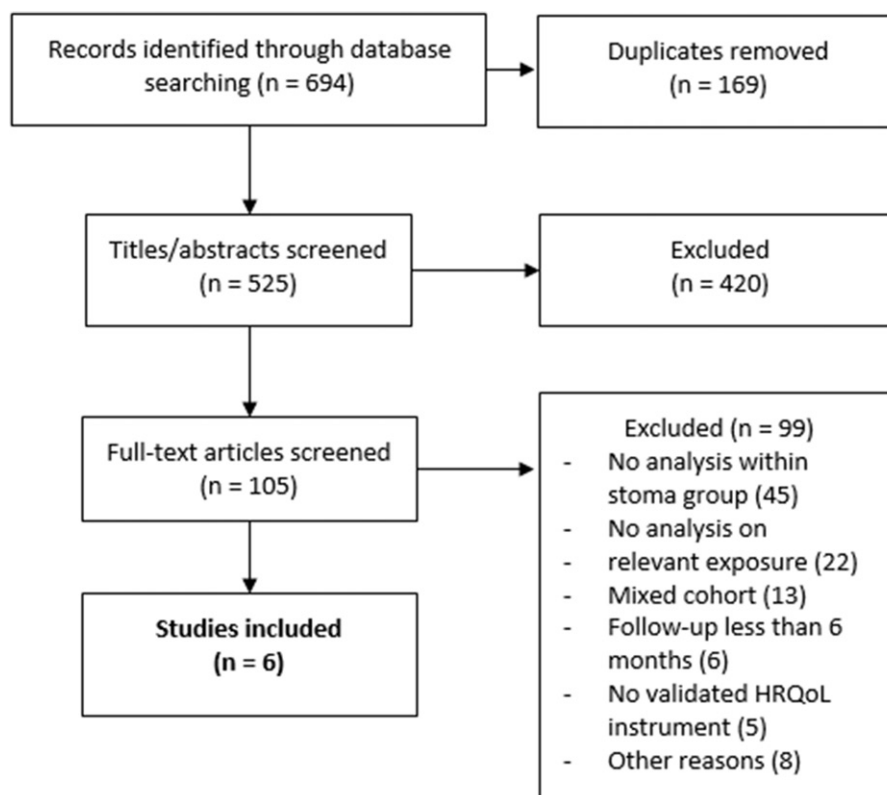 Records identified through database
searching (n = 694)
Duplicates removed
(n = 169)
Titles/abstracts screened
(n = 525)
Excluded
(n = 420)
Full-text articles screened
(n = 105)
Excluded (n = 99)
- No analysis within
stoma group (45)
- No analysis on
- relevant exposure (22)
- Mixed cohort (13)
- Follow-up less than 6
months (6)
- No validated HRQoL
instrument (5)
- Other reasons (8)
Studies included
(n = 6)